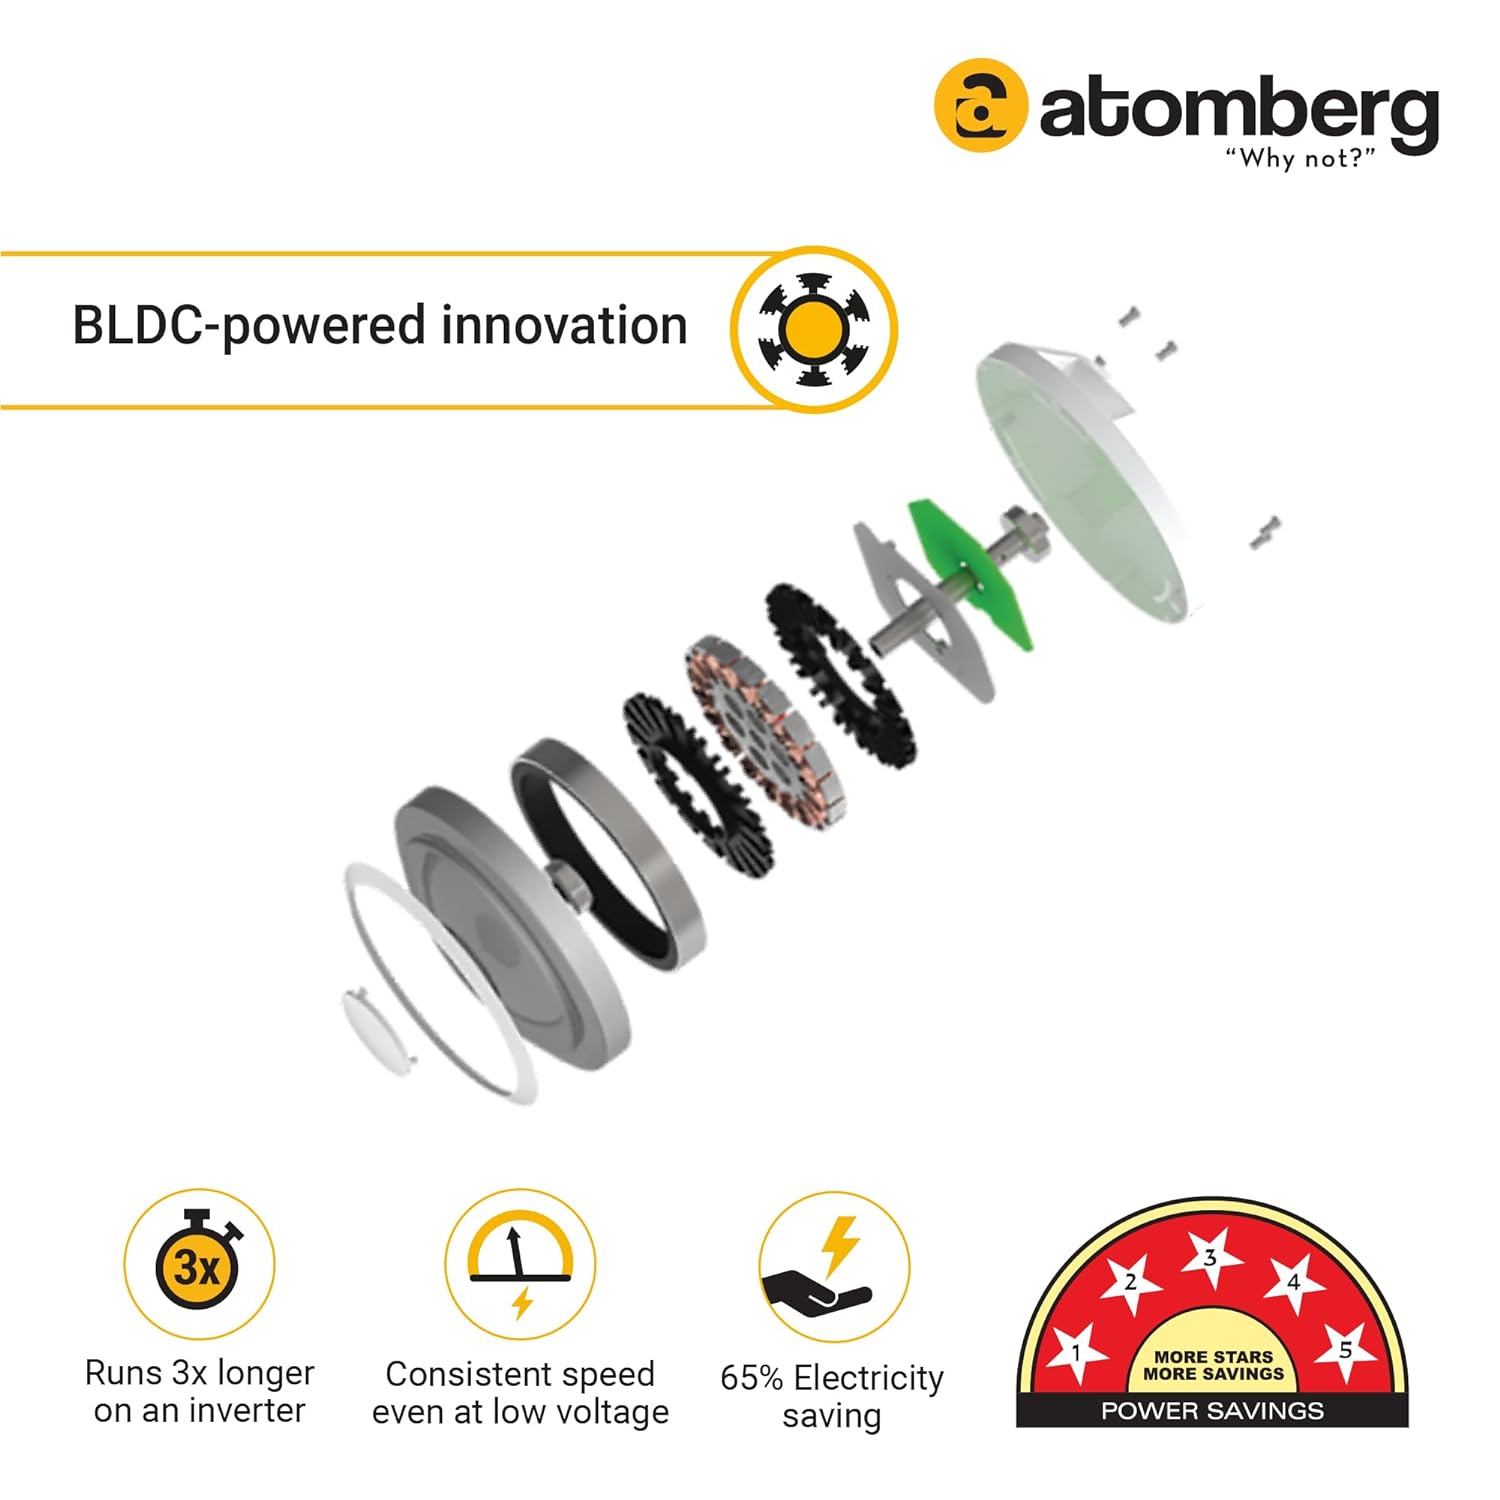 atomberg
“Why not?”
BLDC-powered innovation
3x
Runs 3x longer
on an inverter
Consistent speed
even at low voltage
65% Electricity
saving
1
2
3
4
5
MORE STARS
MORE SAVINGS
POWER SAVINGS